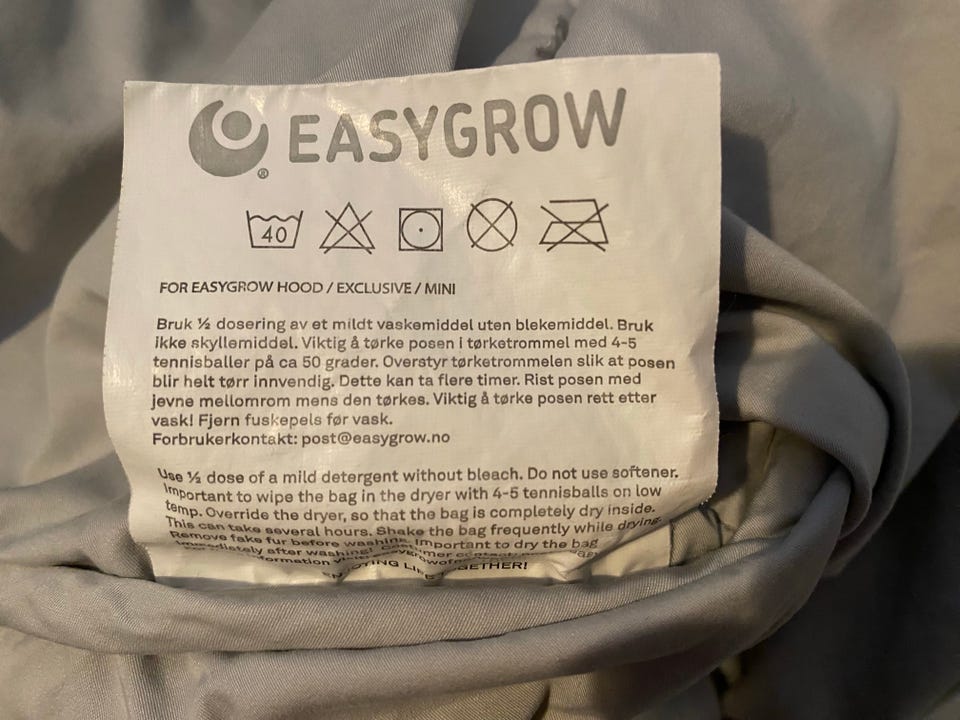 EASYGROW
®
40
FOR EASYGROW HOOD / EXCLUSIVE / MINI
Bruk ½ dosering av et mildt vaskemiddel uten blekemiddel. Bruk
ikke skyllemiddel. Viktig å tørke posen i tørketrommel med 4-5
tennisballer på ca 50 grader. Overstyr tørketrommelen slik at posen
blir helt tørr innvendig. Dette kan ta flere timer. Rist posen med
jevne mellomrom mens den tørkes. Viktig å tørke posen rett etter
vask! Fjern fuskepels før vask.
Forbrukerkontakt: post@easygrow.no
Use ½ dose of a mild detergent without bleach. Do not use softener.
Important to wipe the bag in the dryer with 4-5 tennisballs on low
temp. Override the dryer, so that the bag is completely dry inside.
This can take several hours. Shake the bag frequently while drying.
Remove fake fur before washing. Important to dry the bag
immediately after washing!